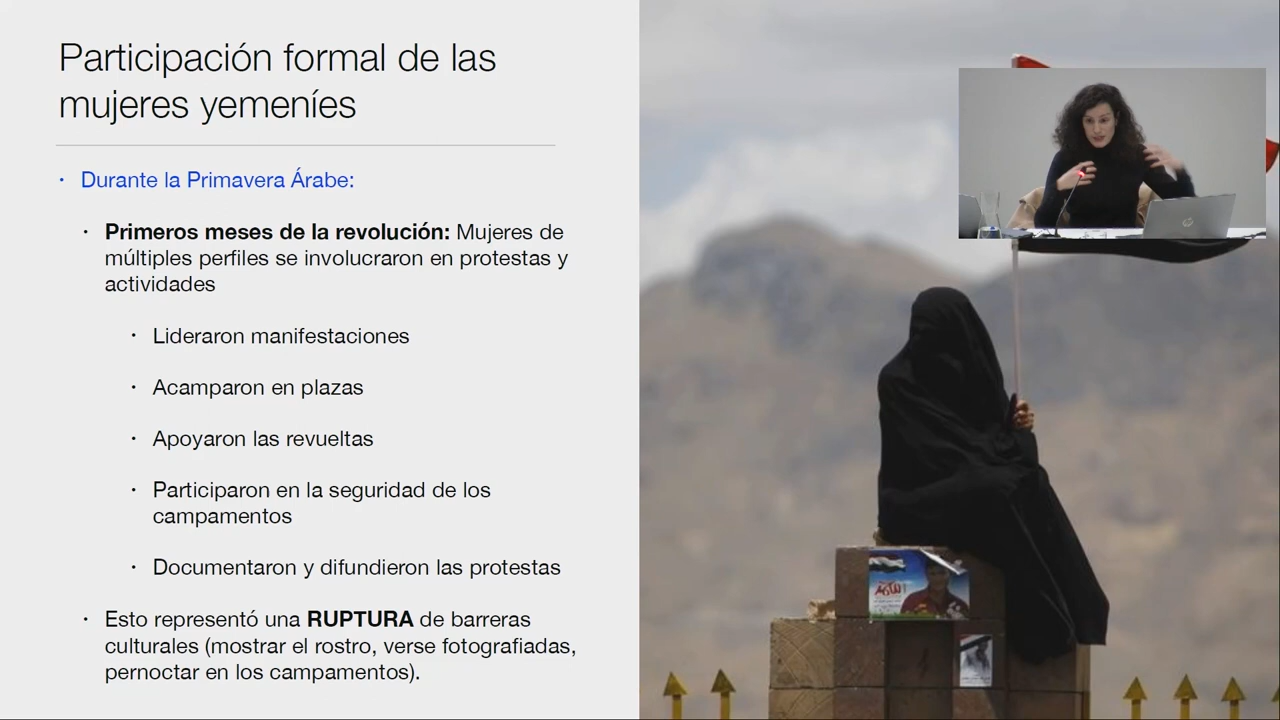 Participación formal de las
mujeres yemeníes
· Durante la Primavera Árabe:
· Primeros meses de la revolución: Mujeres de
múltiples perfiles se involucraron en protestas y
actividades
· Lideraron manifestaciones
· Acamparon en plazas
· Apoyaron las revueltas
· Participaron en la seguridad de los
campamentos
· Documentaron y difundieron las protestas
· Esto representó una RUPTURA de barreras
culturales (mostrar el rostro, verse fotografiadas,
pernoctar en los campamentos).
hp